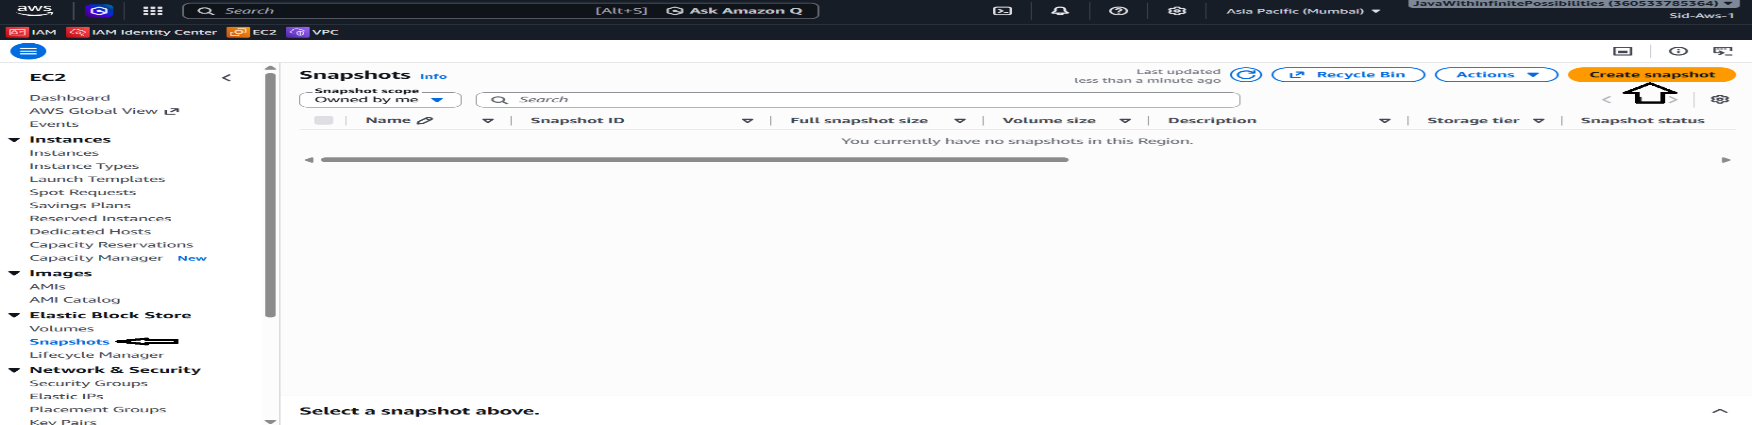 aws Search [Alt+S] Ask Amazon Q Asia Pacific (Mumbai) JavaWithInfinitePossibilities (360533785364)
Sid-Aws-1
IAM IAM Identity Center EC2 VPC
EC2
Dashboard
AWS Global View
Events
Instances
Instances
Instance Types
Launch Templates
Spot Requests
Savings Plans
Reserved Instances
Dedicated Hosts
Capacity Reservations
Capacity Manager New
Images
AMIs
AMI Catalog
Elastic Block Store
Volumes
Snapshots
Lifecycle Manager
Network & Security
Security Groups
Elastic IPs
Placement Groups
Key Pairs
Snapshots Info
Last updated
less than a minute ago
Recycle Bin Actions Create snapshot
Snapshot scope
Owned by me Search
Name Snapshot ID Full snapshot size Volume size Description Storage tier Snapshot status
You currently have no snapshots in this Region.
Select a snapshot above.